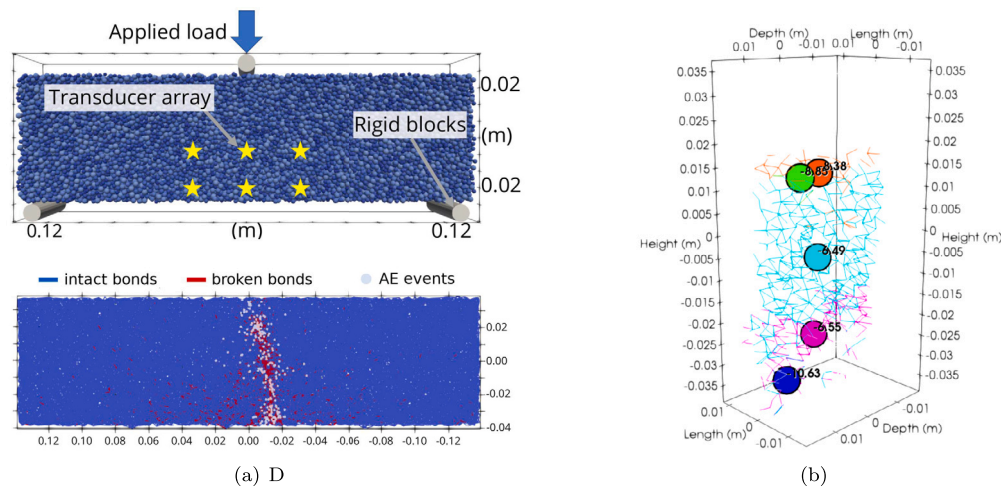 Applied load
Transducer array
Rigid blocks
0.02
(m)
0.02
0.12
(m)
0.12
intact bonds
broken bonds
AE events
0.02
0.00
-0.02
-0.04
0.12 0.10 0.08 0.06 0.04 0.02 0.00 -0.02 -0.04 -0.06 -0.08 -0.10 -0.12
(a) D
Depth (m)
Length (m)
0.01 0 -0.01 0.01 0 -0.01
0.035 0.035
0.03 0.03
0.025 0.025
0.02 0.02
0.015 0.015
0.01 0.01
0.005 0.005
0 0
Height (m) Height (m)
-0.005 -0.005
-0.01 -0.01
-0.015 -0.015
-0.02 -0.02
-0.025 -0.025
-0.03 -0.03
-0.035 -0.035
-8.85
-8.38
-6.49
-6.55
-10.63
0.01 0 -0.01
Length (m)
0.01 0 -0.01
Depth (m)
(b)